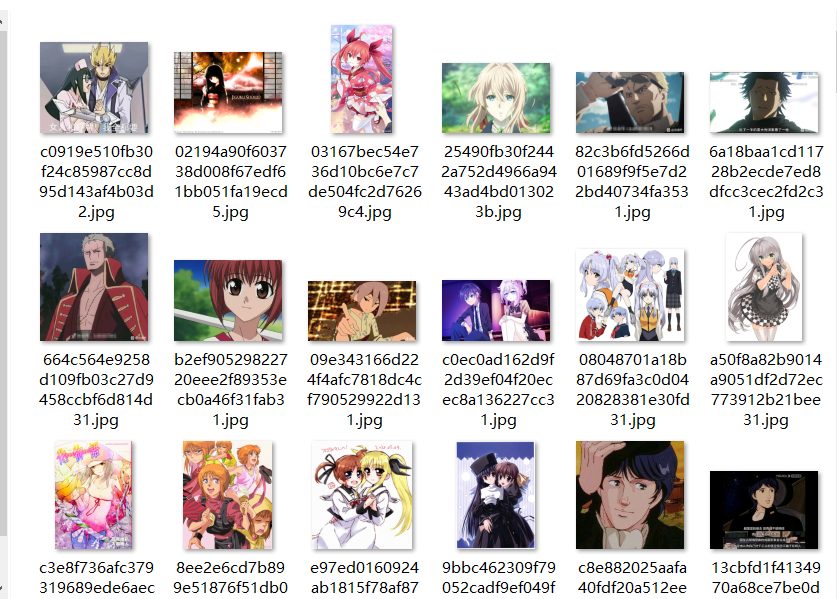 c0919e510fb30
f24c85987cc8d
95d143af4b03d
2.jpg
02194a90f6037
38d008f67edf6
1bb051fa19ecd
5.jpg
03167bec54e7
36d10bc6e7c7
de504fc2d7626
9c4.jpg
25490fb30f244
2a752d4966a94
43ad4bd01302
3b.jpg
82c3b6fd5266d
01689f9f5e7d2
2bd40734fa353
1.jpg
6a18baa1cd117
28b2ecde7ed8
dfcc3cec2fd2c3
1.jpg
664c564e9258
d109fb03c27d9
458ccbf6d814d
31.jpg
b2ef905298227
20eee2f89353e
cb0a46f31fab3
1.jpg
09e343166d22
4f4afc7818dc4c
f790529922d13
1.jpg
c0ec0ad162d9f
2d39ef04f20ec
ec8a136227cc3
1.jpg
08048701a18b
87d69fa3c0d04
20828381e30fd
31.jpg
a50f8a82b9014
a9051df2d72ec
773912b21bee
31.jpg
c3e8f736afc379
319689ede6aec
8ee2e6cd7b89
9e51876f51db0
e97ed0160924
ab1815f78af87
9bbc462309f79
052cadf9ef049f
c8e882025aafa
40fdf20a512ee
13cbfd1f41349
70a68ce7be0d